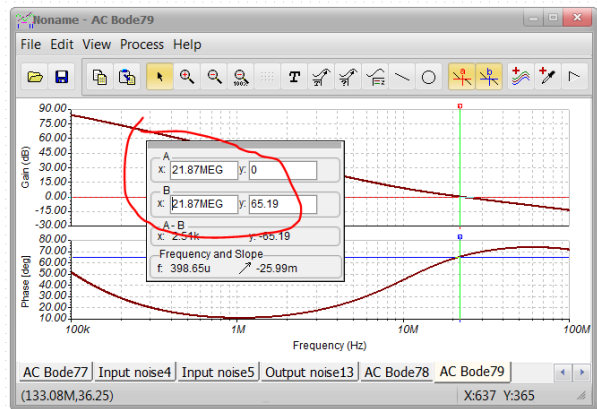 Noname - AC Bode79
File Edit View Process Help
100% T ?! =? a b
90.00
75.00
60.00
45.00
30.00
15.00
0.00
-15.00
-30.00
Gain (dB)
a
A
x: 21.87MEG y: 0
B
x: 21.87MEG y: 65.19
A - B
x: 2.51k y: -65.19
Frequency and Slope
f: 398.65u -25.99m
80.00
70.00
60.00
50.00
40.00
30.00
20.00
10.00
Phase [deg]
100k 1M 10M 100M
Frequency (Hz)
AC Bode77 Input noise4 Input noise5 Output noise13 AC Bode78 AC Bode79
(133.08M,36.25) X:637 Y:365